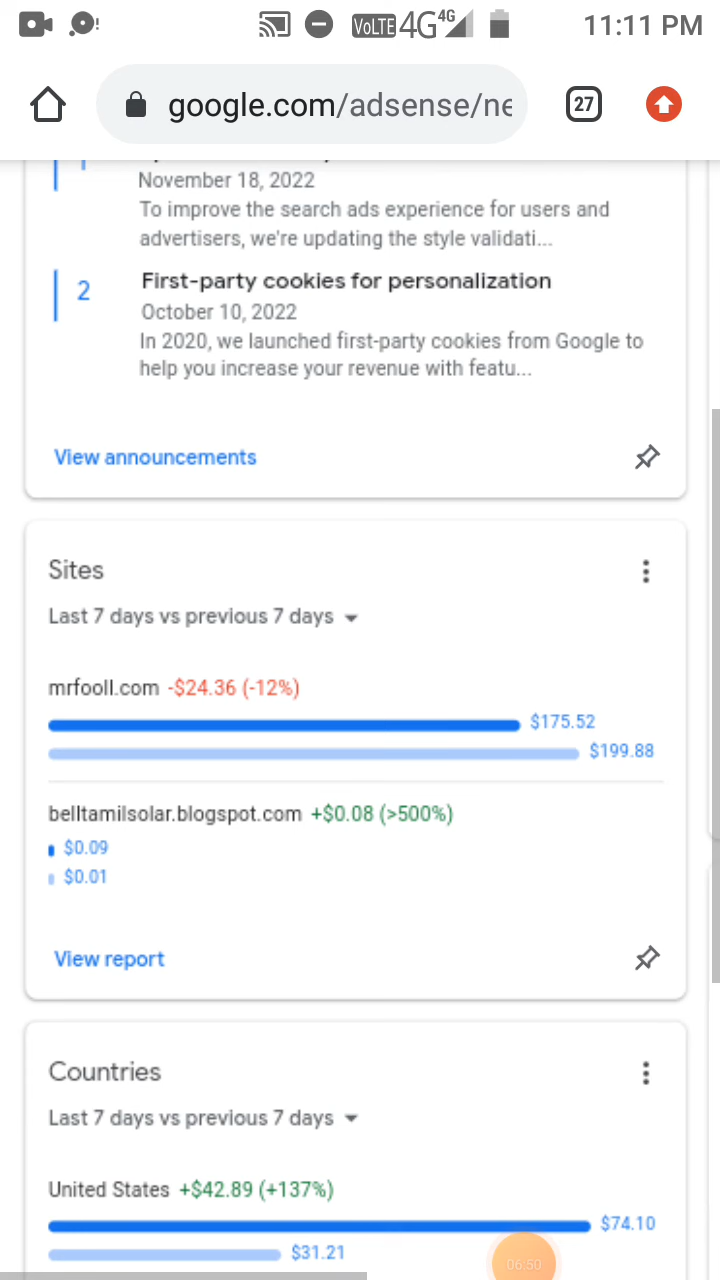 VoLTE 4G 4G 11:11 PM
google.com/adsense/ne
27
November 18, 2022
To improve the search ads experience for users and
advertisers, we're updating the style validati...
2
First-party cookies for personalization
October 10, 2022
In 2020, we launched first-party cookies from Google to
help you increase your revenue with featu...
View announcements
Sites
Last 7 days vs previous 7 days
mrfooll.com -$24.36 (-12%)
$175.52
$199.88
belltamilsolar.blogspot.com +$0.08 (>500%)
$0.09
$0.01
View report
Countries
Last 7 days vs previous 7 days
United States +$42.89 (+137%)
$74.10
$31.21
06:50